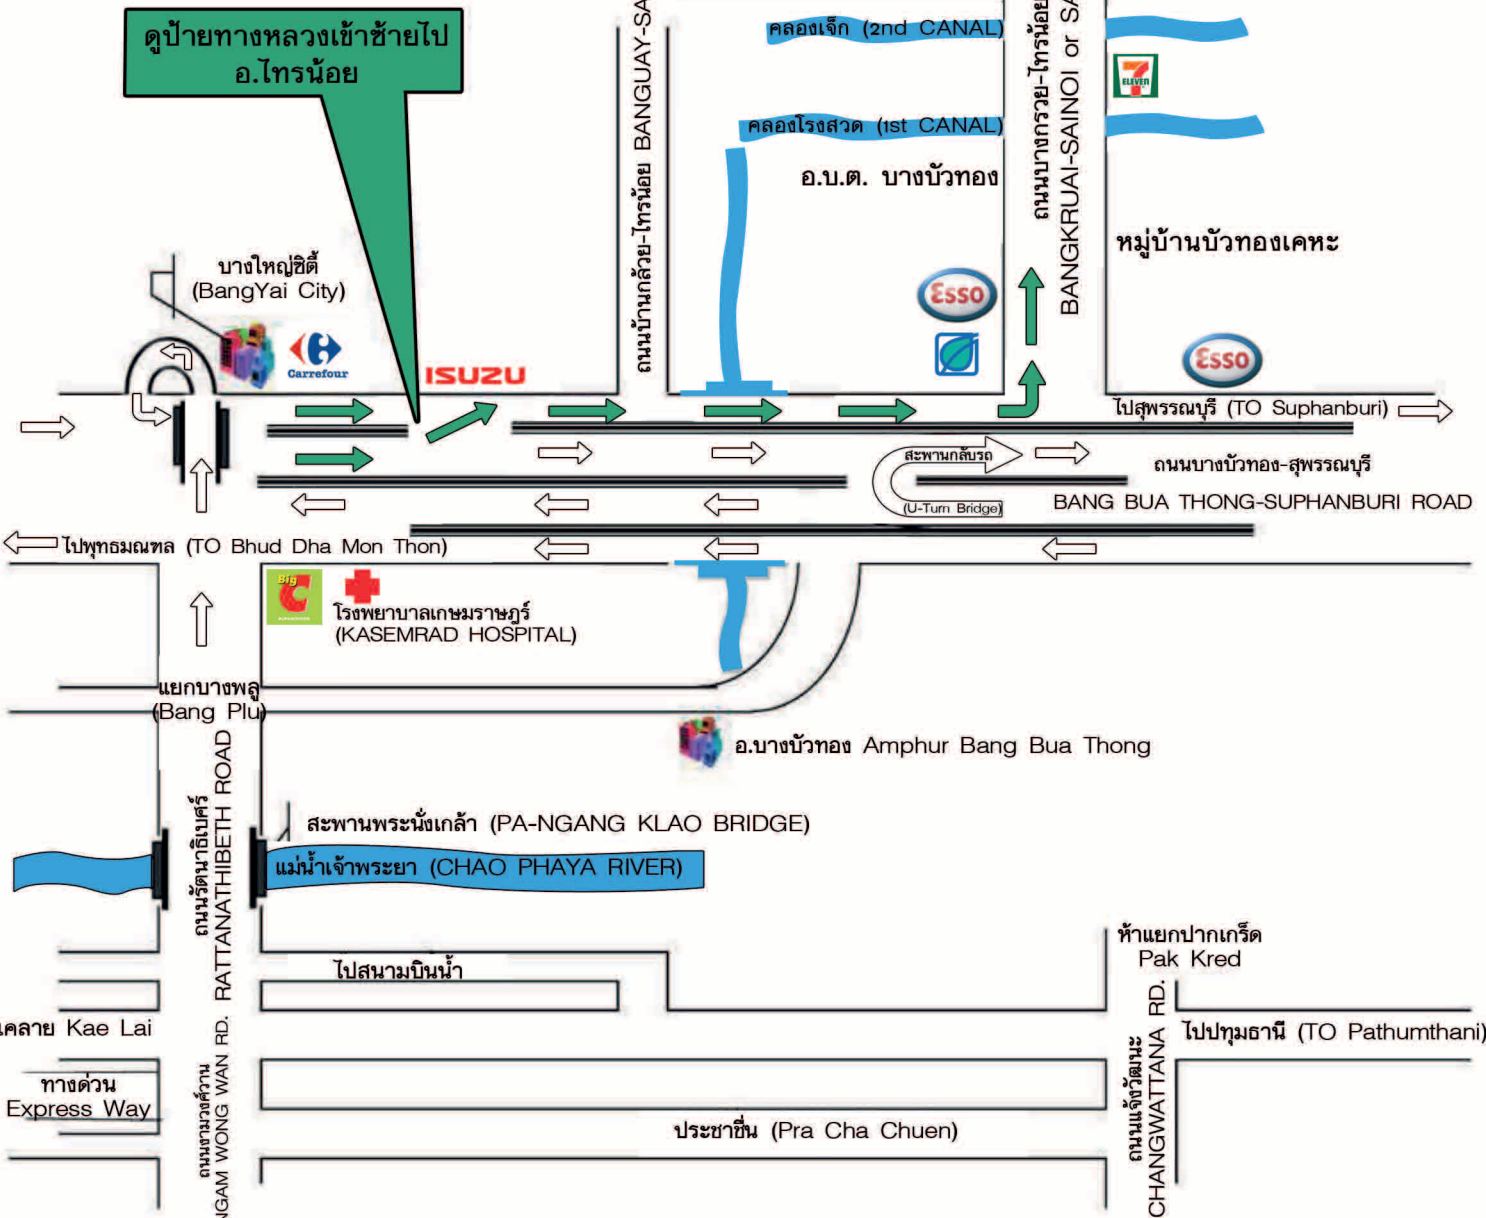 ดูป้ายทางหลวงเข้าซ้ายไป
อ.ไทรน้อย
ถนนบ้านกล้วย-ไทรน้อย BANGUAY-SA
คลองเจ็ก (2nd CANAL)
คลองโรงสวด (1st CANAL)
อ.บ.ต. บางบัวทอง
ถนนบางกรวย-ไทรน้อย
BANGKRUAI-SAINOI or SA
7
ELEVEN
หมู่บ้านบัวทองเคหะ
บางใหญ่ซิตี้
(BangYai City)
Carrefour
ISUZU
Esso
Esso
ไปสุพรรณบุรี (TO Suphanburi)
สะพานกลับรถ
(U-Turn Bridge)
ถนนบางบัวทอง-สุพรรณบุรี
BANG BUA THONG-SUPHANBURI ROAD
ไปพุทธมณฑล (TO Bhud Dha Mon Thon)
Big
C
โรงพยาบาลเกษมราษฎร์
(KASEMRAD HOSPITAL)
แยกบางพลู
(Bang Plu)
อ.บางบัวทอง Amphur Bang Bua Thong
ถนนรัตนาธิเบศร์
RATTANATHIBETH ROAD
สะพานพระนั่งเกล้า (PA-NGANG KLAO BRIDGE)
แม่น้ำเจ้าพระยา (CHAO PHAYA RIVER)
ไปสนามบินน้ำ
ห้าแยกปากเกร็ด
Pak Kred
แคลาย Kae Lai
ไปปทุมธานี (TO Pathumthani)
ทางด่วน
Express Way
ถนนงามวงศ์วาน
NGAM WONG WAN RD.
ประชาชื่น (Pra Cha Chuen)
ถนนแจ้งวัฒนะ
CHANGWATTANA RD.